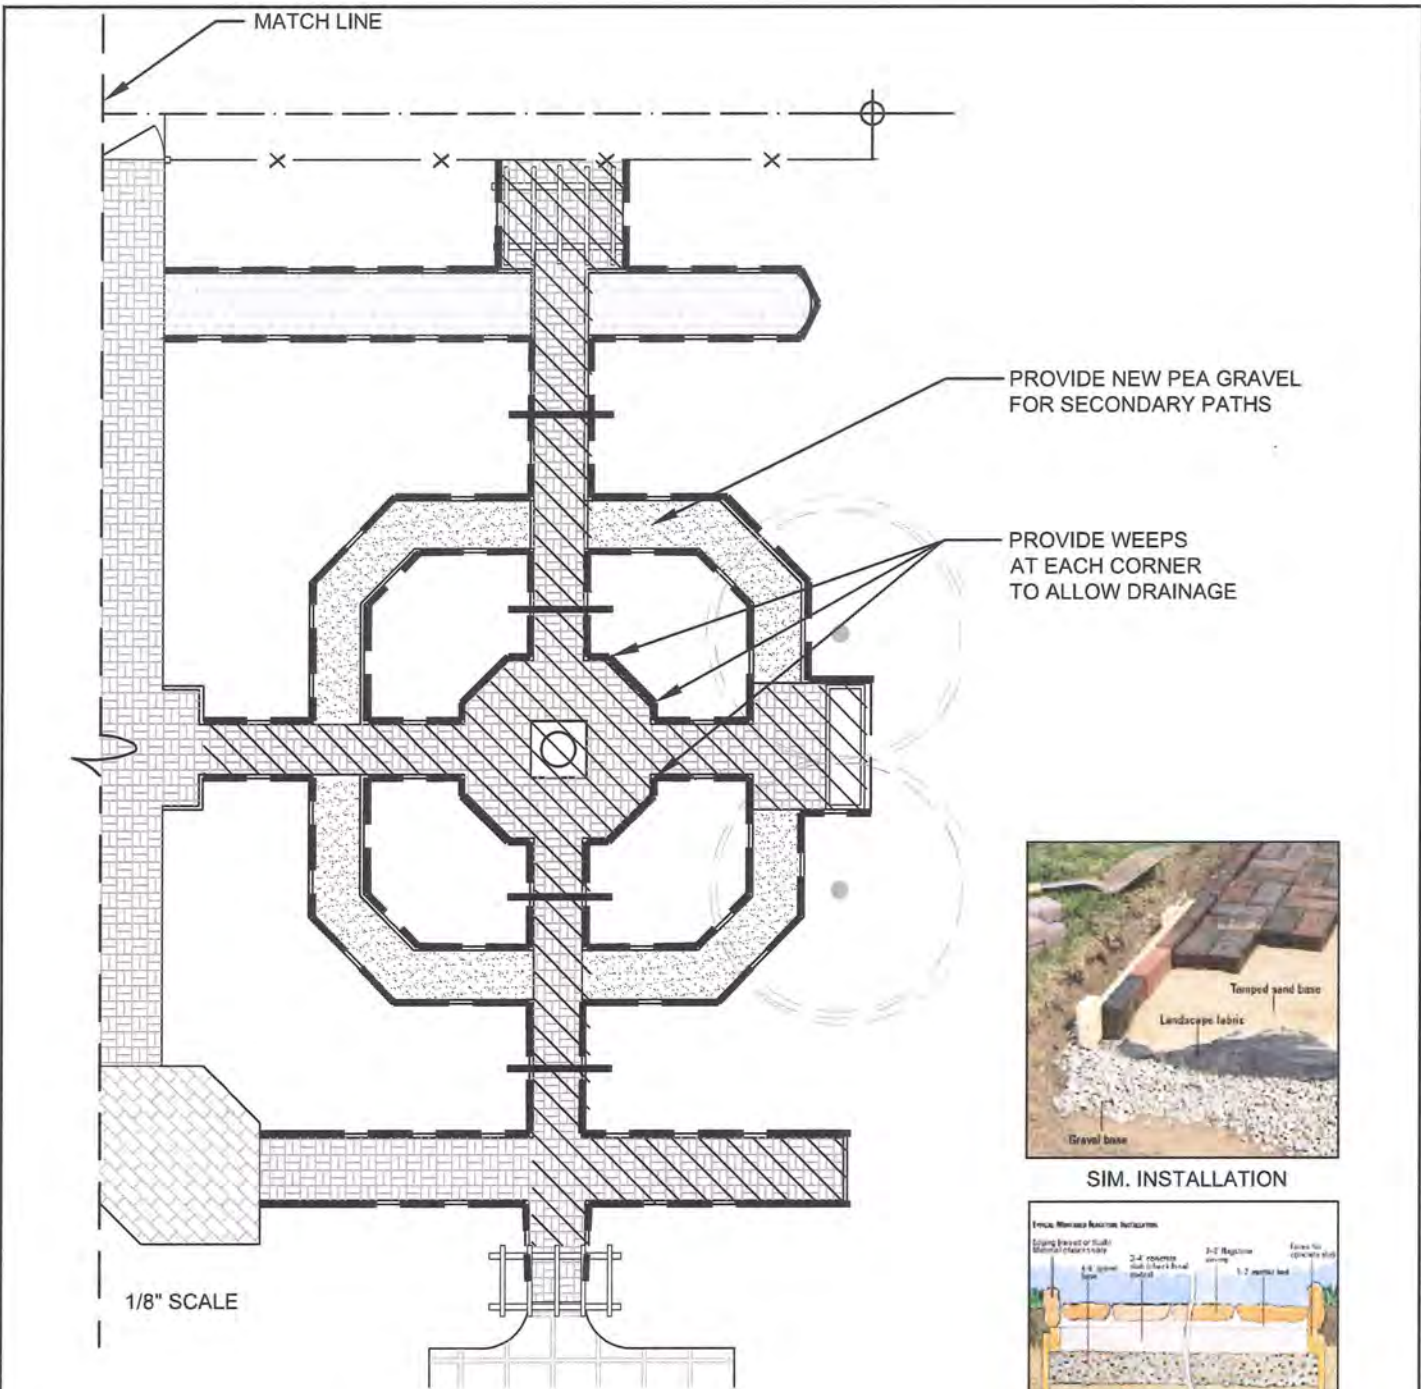 MATCH LINE
PROVIDE NEW PEA GRAVEL
FOR SECONDARY PATHS
PROVIDE WEEPS
AT EACH CORNER
TO ALLOW DRAINAGE
Tamped sand base
Landscape fabric
Gravel base
SIM. INSTALLATION
1/8" SCALE